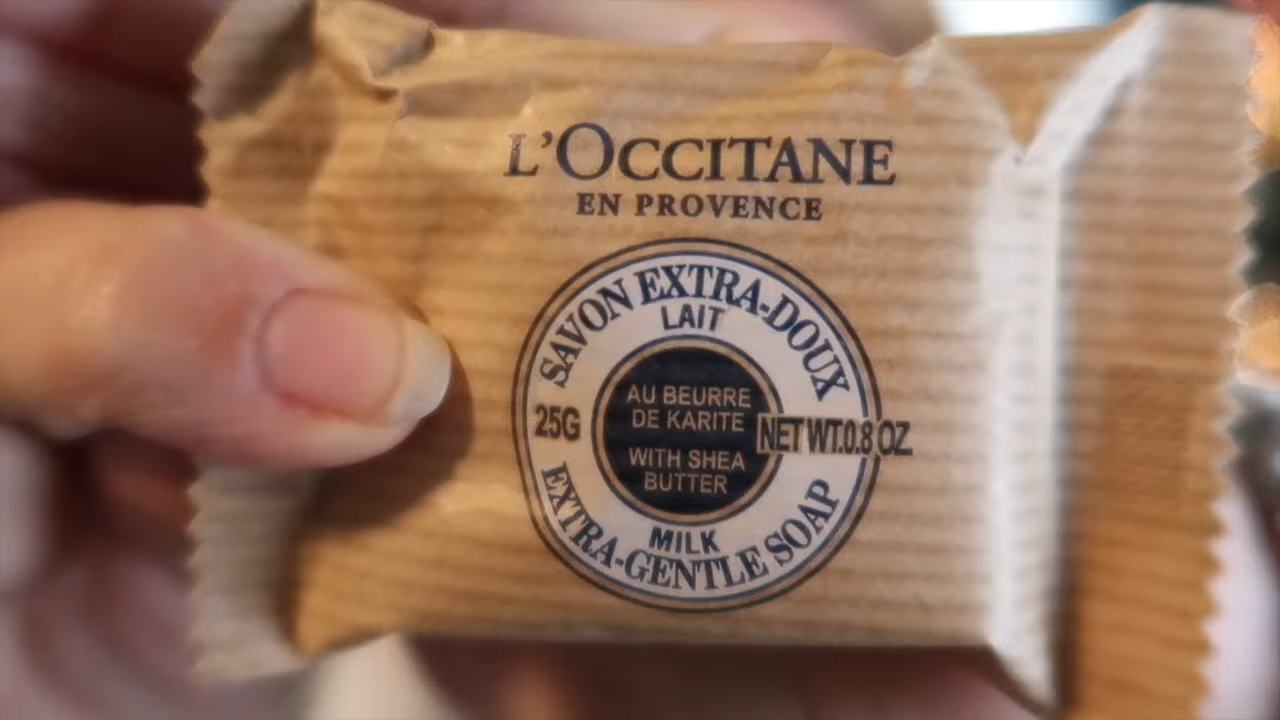 L'OCCITANE
EN PROVENCE
SAVON EXTRA-DOUX
LAIT
25G
AU BEURRE
DE KARITE
WITH SHEA
BUTTER
NET WT.0.8 OZ.
MILK
EXTRA-GENTLE SOAP